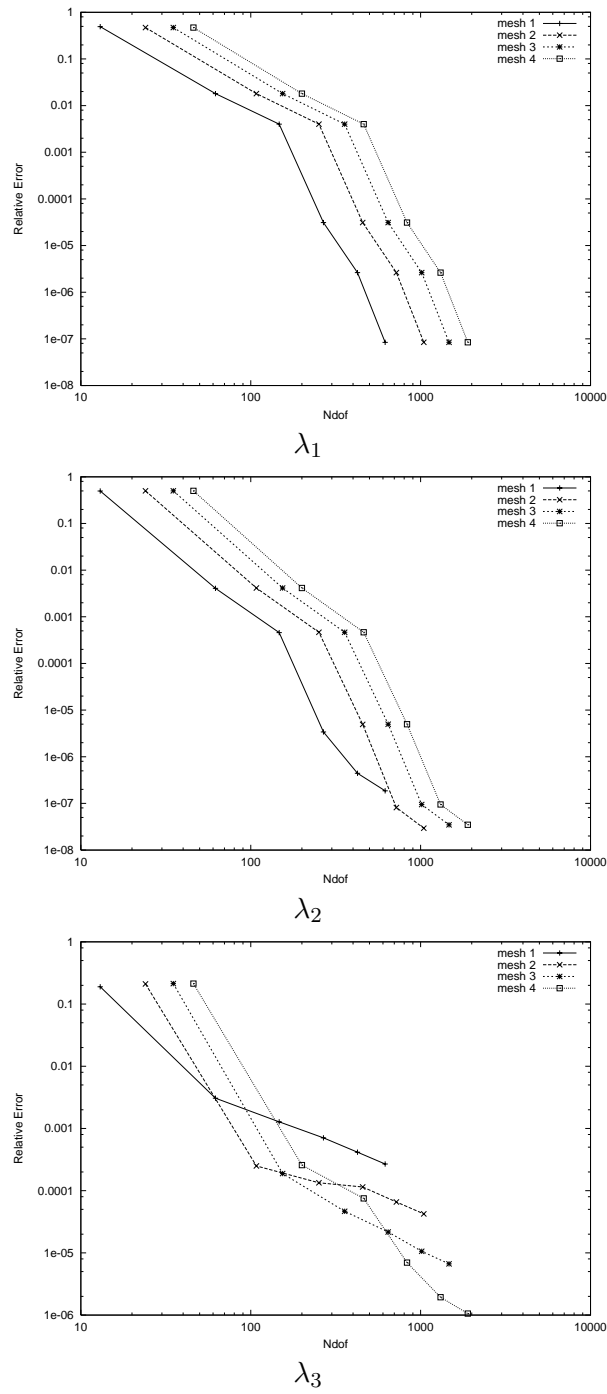 1
0.1
0.01
0.001
0.0001
1e-05
1e-06
1e-07
1e-08
Relative Error
10 100 1000 10000
Ndof
mesh 1
mesh 2
mesh 3
mesh 4
λ1
1
0.1
0.01
0.001
0.0001
1e-05
1e-06
1e-07
1e-08
Relative Error
10 100 1000 10000
Ndof
mesh 1
mesh 2
mesh 3
mesh 4
λ2
1
0.1
0.01
0.001
0.0001
1e-05
1e-06
Relative Error
10 100 1000 10000
Ndof
mesh 1
mesh 2
mesh 3
mesh 4
λ3